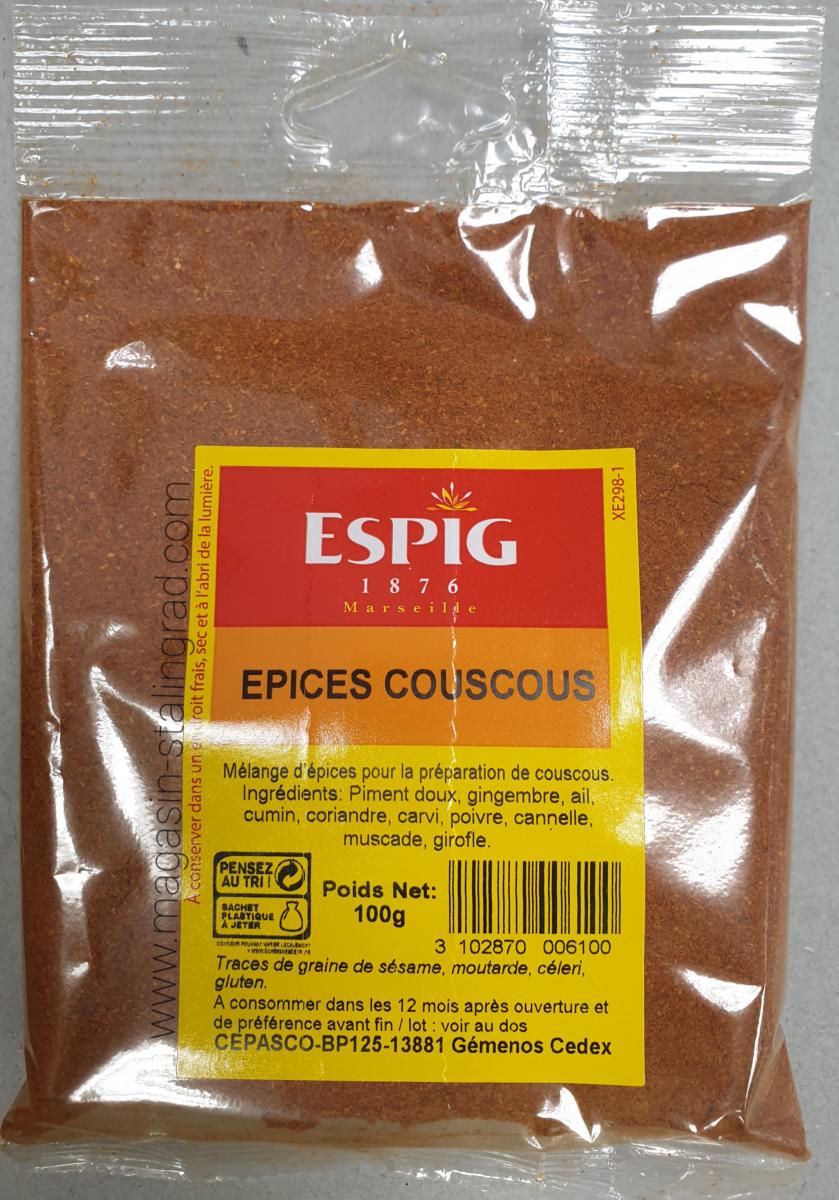 ESPIG
1876
Marseille
XE298-1
A conserver dans un endroit frais, sec et à l'abri de la lumière.
www.magasin-stalingrad.com
EPICES COUSCOUS
Mélange d'épices pour la préparation de couscous.
Ingrédients: Piment doux, gingembre, ail,
cumin, coriandre, carvi, poivre, cannelle,
muscade, girofle.
PENSEZ
AU TRI !
SACHET
PLASTIQUE
À JETER
Poids Net:
100g
3 102870 006100
Traces de graine de sésame, moutarde, céleri,
gluten.
A consommer dans les 12 mois après ouverture et
de préférence avant fin / lot : voir au dos
CEPASCO-BP125-13881 Gémenos Cedex